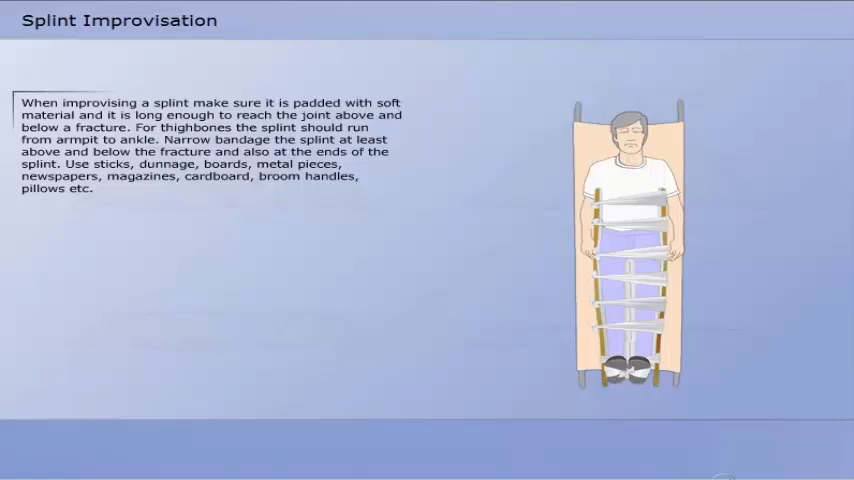 Splint Improvisation
When improvising a splint make sure it is padded with soft
material and it is long enough to reach the joint above and
below a fracture. For thighbones the splint should run
from armpit to ankle. Narrow bandage the splint at least
above and below the fracture and also at the ends of the
splint. Use sticks, dunnage, boards, metal pieces,
newspapers, magazines, cardboard, broom handles,
pillows etc.